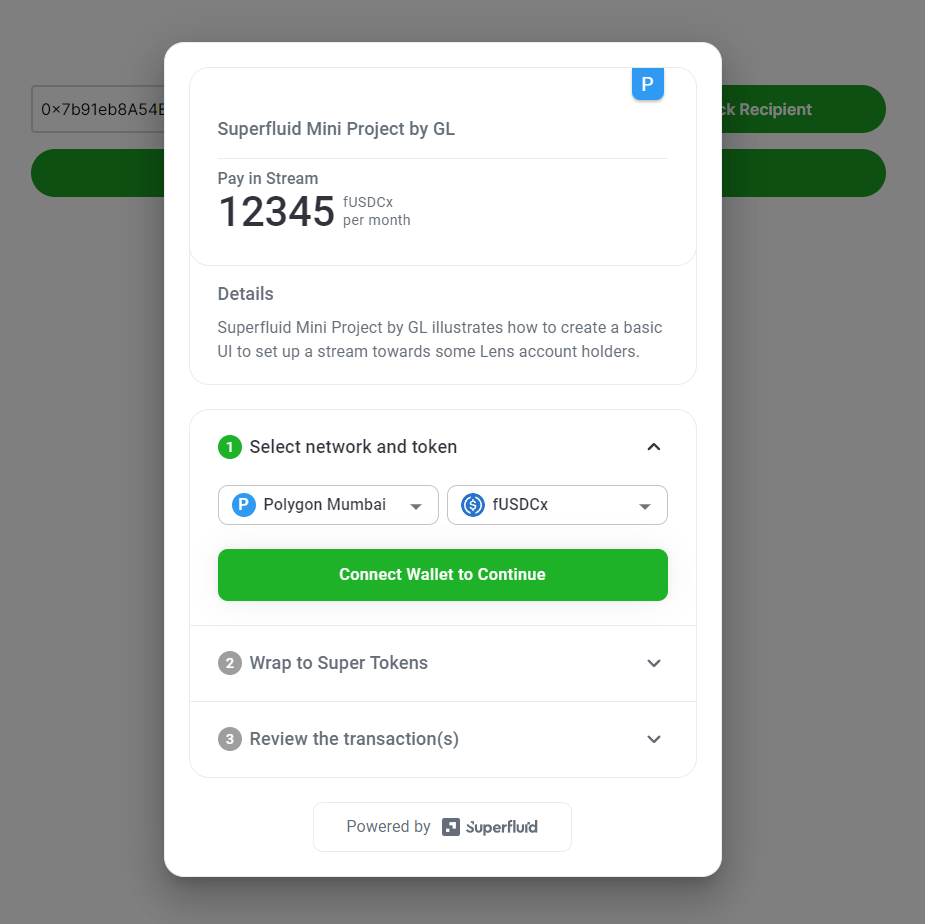 P
0x7b91eb8A54
Recipient
Superfluid Mini Project by GL
Pay in Stream
12345 fUSDCx
per month
Details
Superfluid Mini Project by GL illustrates how to create a basic
UI to set up a stream towards some Lens account holders.
1 Select network and token
P Polygon Mumbai
fUSDCx
Connect Wallet to Continue
2 Wrap to Super Tokens
3 Review the transaction(s)
Powered by Superfluid